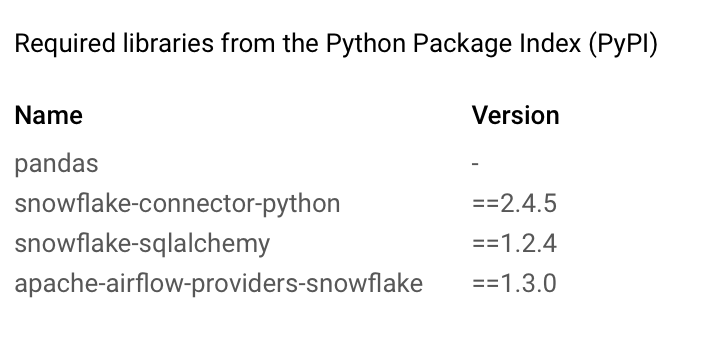 Required libraries from the Python Package Index (PyPI)
Name Version
pandas -
snowflake-connector-python ==2.4.5
snowflake-sqlalchemy ==1.2.4
apache-airflow-providers-snowflake ==1.3.0